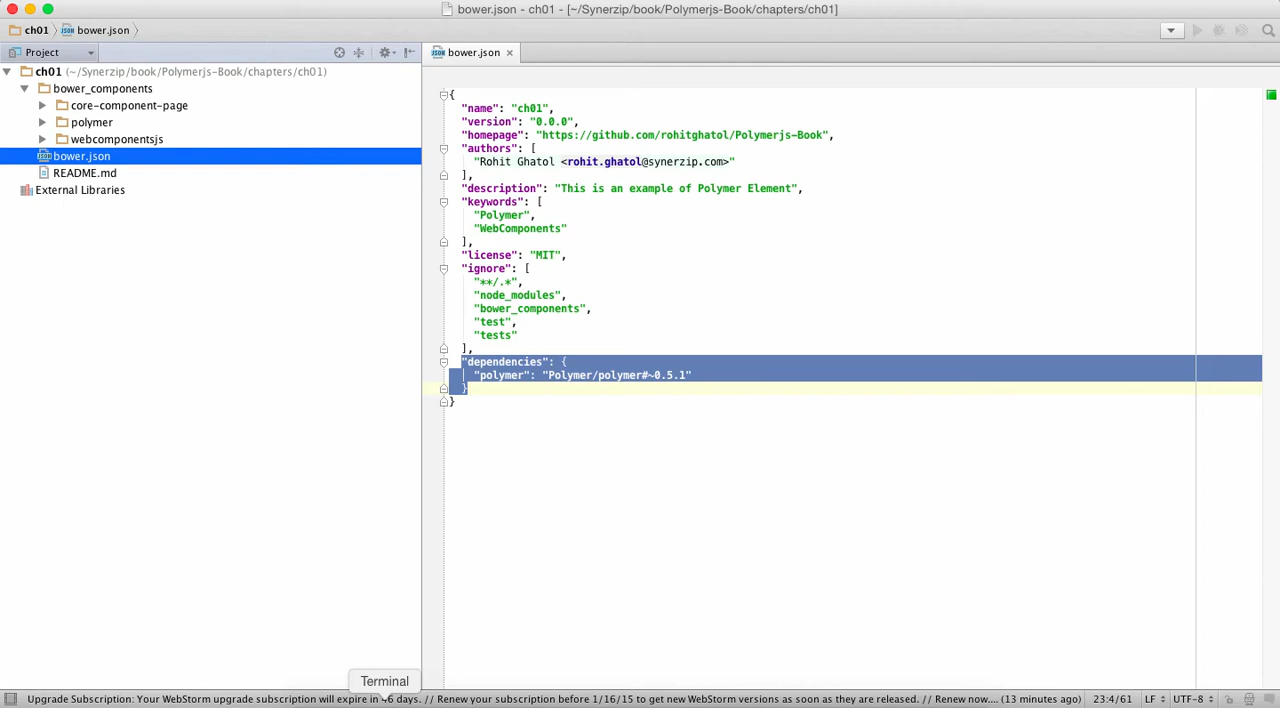 bower.json - ch01 - [~/Synerzip/book/Polymerjs-Book/chapters/ch01]
ch01 bower.json
Project
bower.json
ch01 (~/Synerzip/book/Polymerjs-Book/chapters/ch01)
bower_components
core-component-page
polymer
webcomponentsjs
bower.json
README.md
External Libraries
{
"name": "ch01",
"version": "0.0.0",
"homepage": "https://github.com/rohitghatol/Polymerjs-Book",
"authors": [
"Rohit Ghatol <rohit.ghatol@synerzip.com>"
],
"description": "This is an example of Polymer Element",
"keywords": [
"Polymer",
"WebComponents"
],
"license": "MIT",
"ignore": [
"**/.*",
"node_modules",
"bower_components",
"test",
"tests"
],
"dependencies": {
"polymer": "Polymer/polymer#~0.5.1"
}
}
Terminal
Upgrade Subscription: Your WebStorm upgrade subscription will expire in 46 days. // Renew your subscription before 1/16/15 to get new WebStorm versions as soon as they are released. // Renew now.... (13 minutes ago) 23:4/61 LF UTF-8